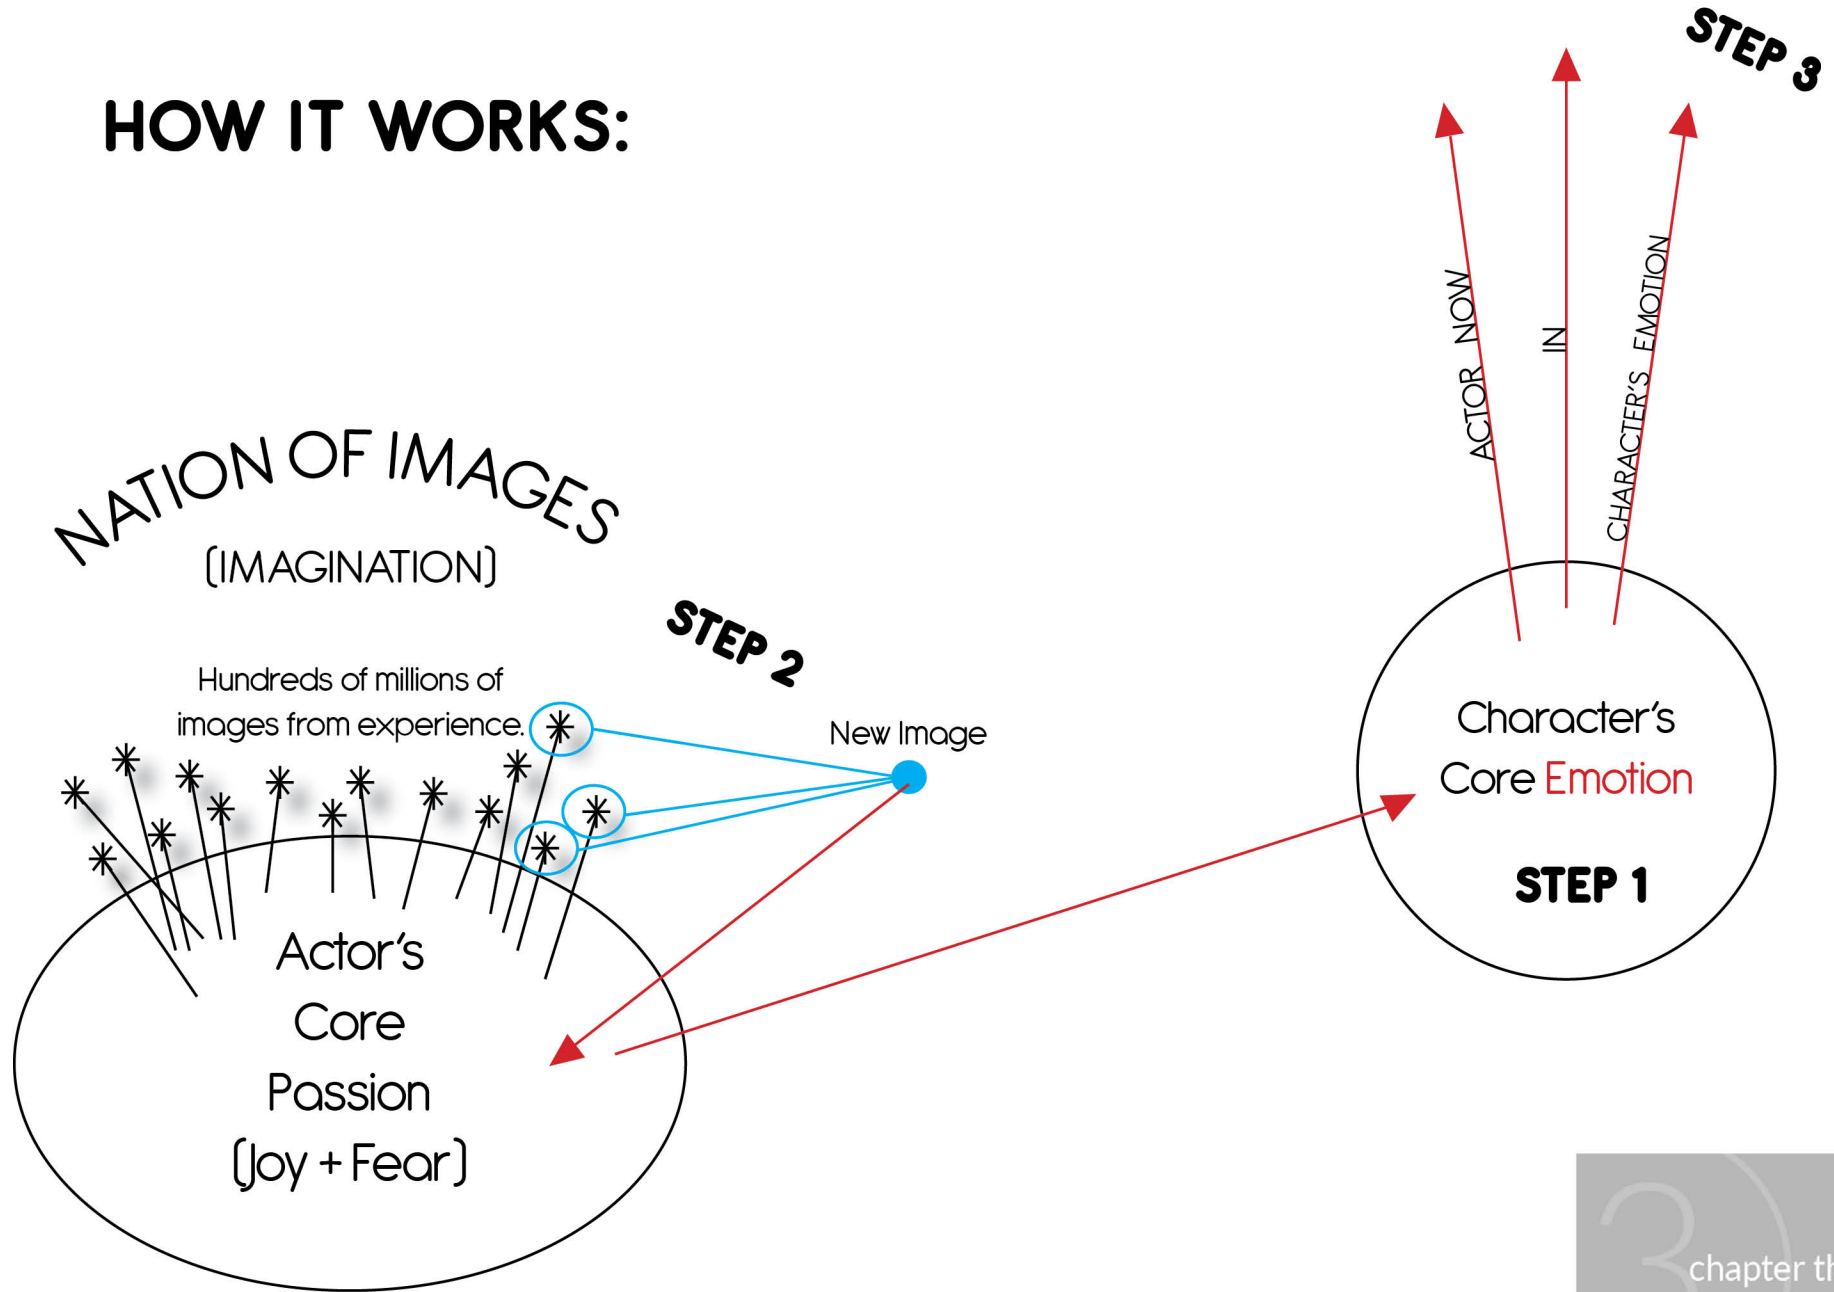 HOW IT WORKS:
STEP 3
ACTOR NOW
IN
CHARACTER'S EMOTION
NATION OF IMAGES
(IMAGINATION)
STEP 2
Hundreds of millions of
images from experience.
New Image
Character's
Core Emotion
STEP 1
Actor's
Core
Passion
(Joy + Fear)
3
chapter